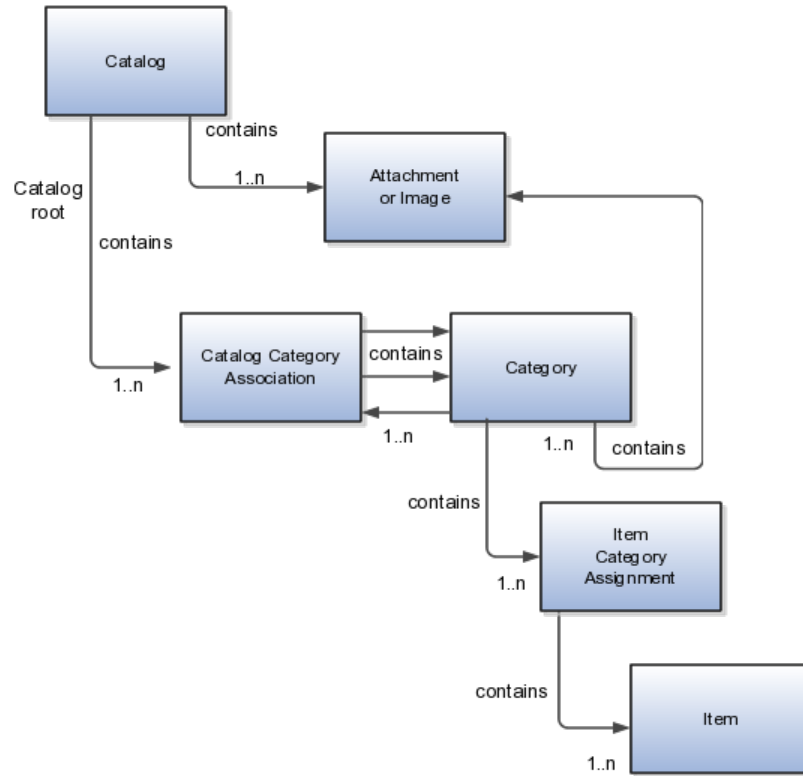 Catalog
contains
1..n
Attachment
or Image
Catalog
root
contains
1..n
Catalog Category
Association
contains
Category
1..n
1..n
contains
contains
1..n
Item
Category
Assignment
contains
1..n
Item